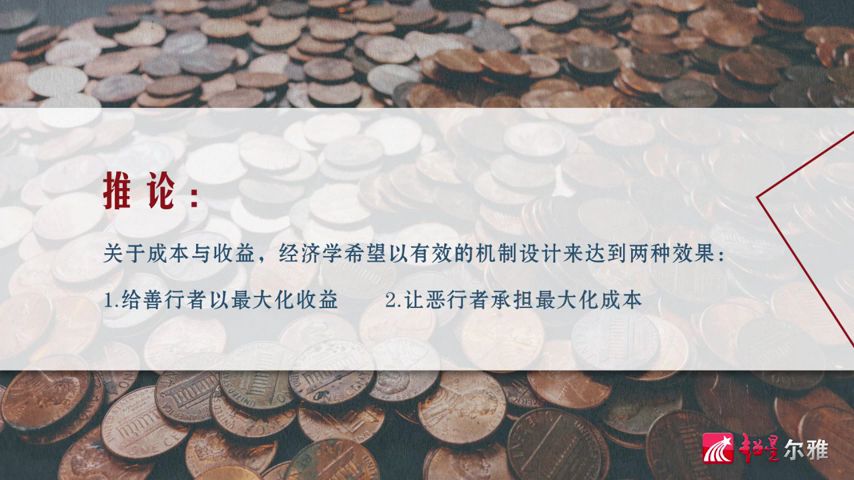 推论：
关于成本与收益，经济学希望以有效的机制设计来达到两种效果：
1.给善行者以最大化收益 2.让恶行者承担最大化成本
超星尔雅